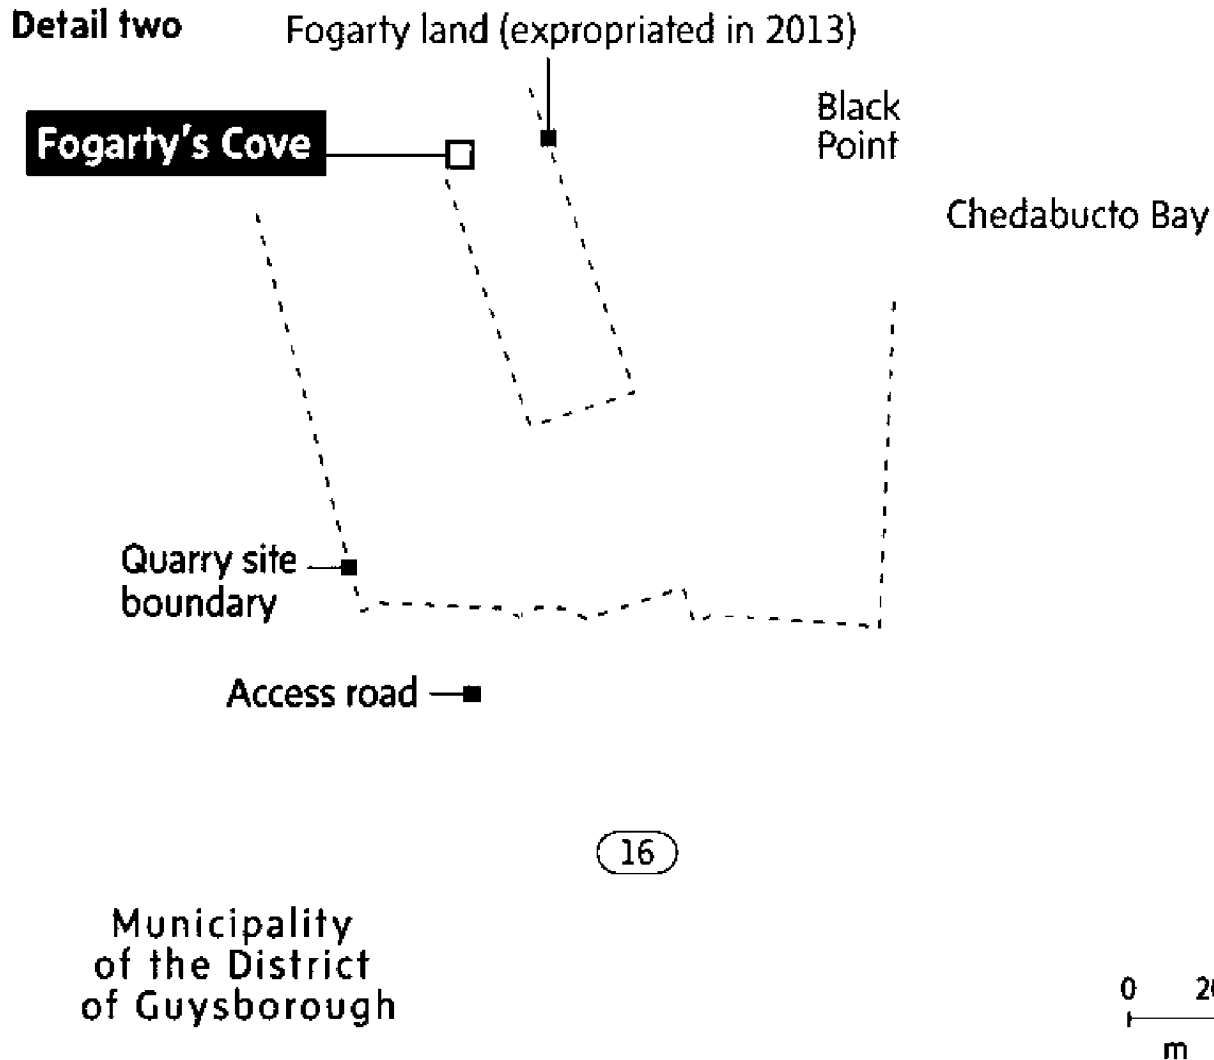 Detail two
Fogarty land (expropriated in 2013)
Fogarty's Cove
Black
Point
Chedabucto Bay
Quarry site
boundary
Access road
16
Municipality
of the District
of Guysborough
0
m